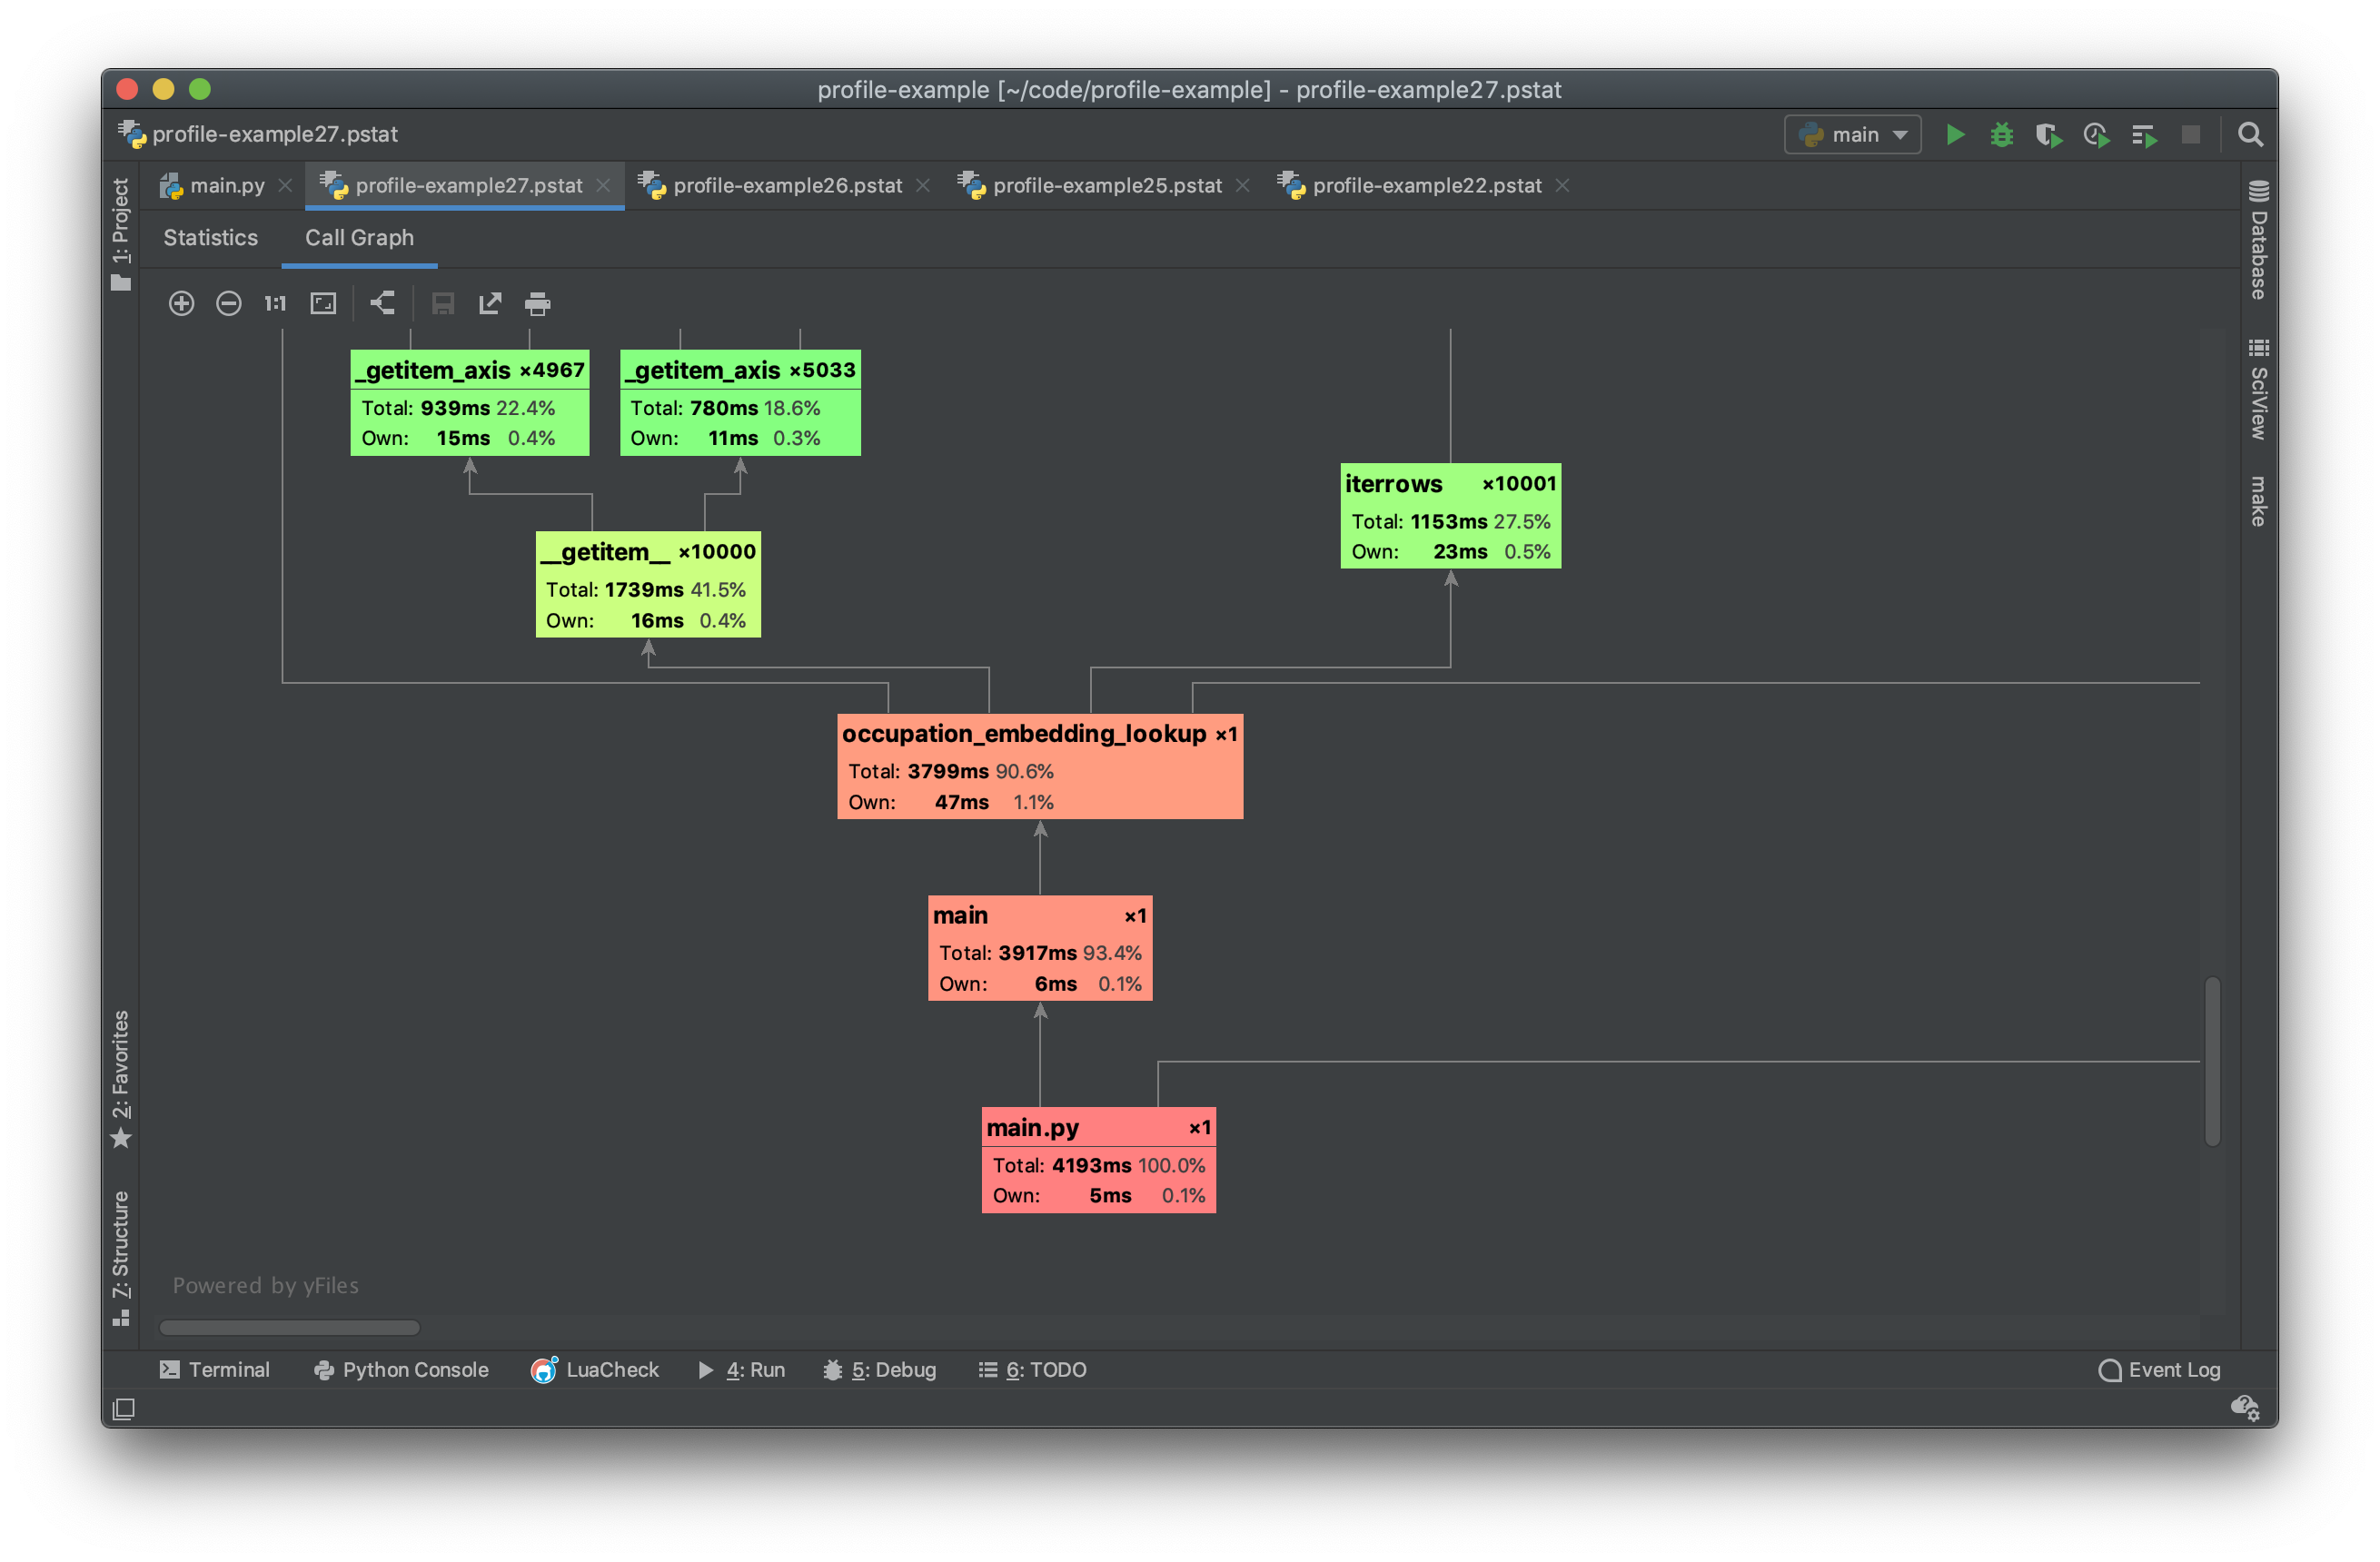 profile-example [~/code/profile-example] - profile-example27.pstat
profile-example27.pstat
main
main.py
profile-example27.pstat
profile-example26.pstat
profile-example25.pstat
profile-example22.pstat
1: Project
Statistics
Call Graph
1:1
_getitem_axis ×4967
Total: 939ms 22.4%
Own: 15ms 0.4%
_getitem_axis ×5033
Total: 780ms 18.6%
Own: 11ms 0.3%
iterrows ×10001
Total: 1153ms 27.5%
Own: 23ms 0.5%
__getitem__ ×10000
Total: 1739ms 41.5%
Own: 16ms 0.4%
occupation_embedding_lookup ×1
Total: 3799ms 90.6%
Own: 47ms 1.1%
main ×1
Total: 3917ms 93.4%
Own: 6ms 0.1%
main.py ×1
Total: 4193ms 100.0%
Own: 5ms 0.1%
Powered by yFiles
2: Favorites
7: Structure
Database
SciView
make
Terminal
Python Console
LuaCheck
4: Run
5: Debug
6: TODO
Event Log